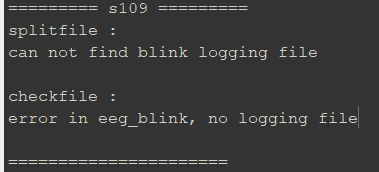 ========= s109 =========
splitfile :
can not find blink logging file
checkfile :
error in eeg_blink, no logging file
======================